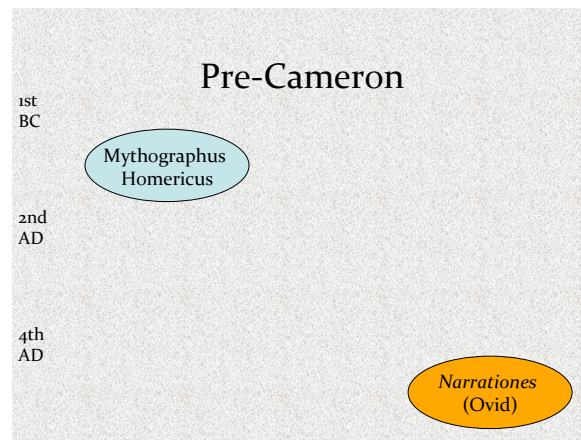 Pre-Cameron
1st
BC
Mythographus
Homericus
2nd
AD
4th
AD
Narrationes
(Ovid)